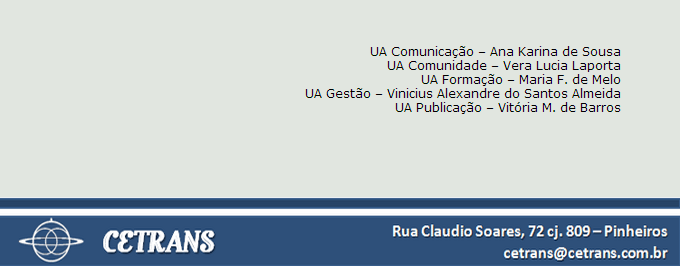 UA Comunicação – Ana Karina de Sousa
UA Comunidade – Vera Lucia Laporta
UA Formação – Maria F. de Melo
UA Gestão – Vinicius Alexandre do Santos Almeida
UA Publicação – Vitória M. de Barros
CETRANS
Rua Claudio Soares, 72 cj. 809 – Pinheiros
cetrans@cetrans.com.br